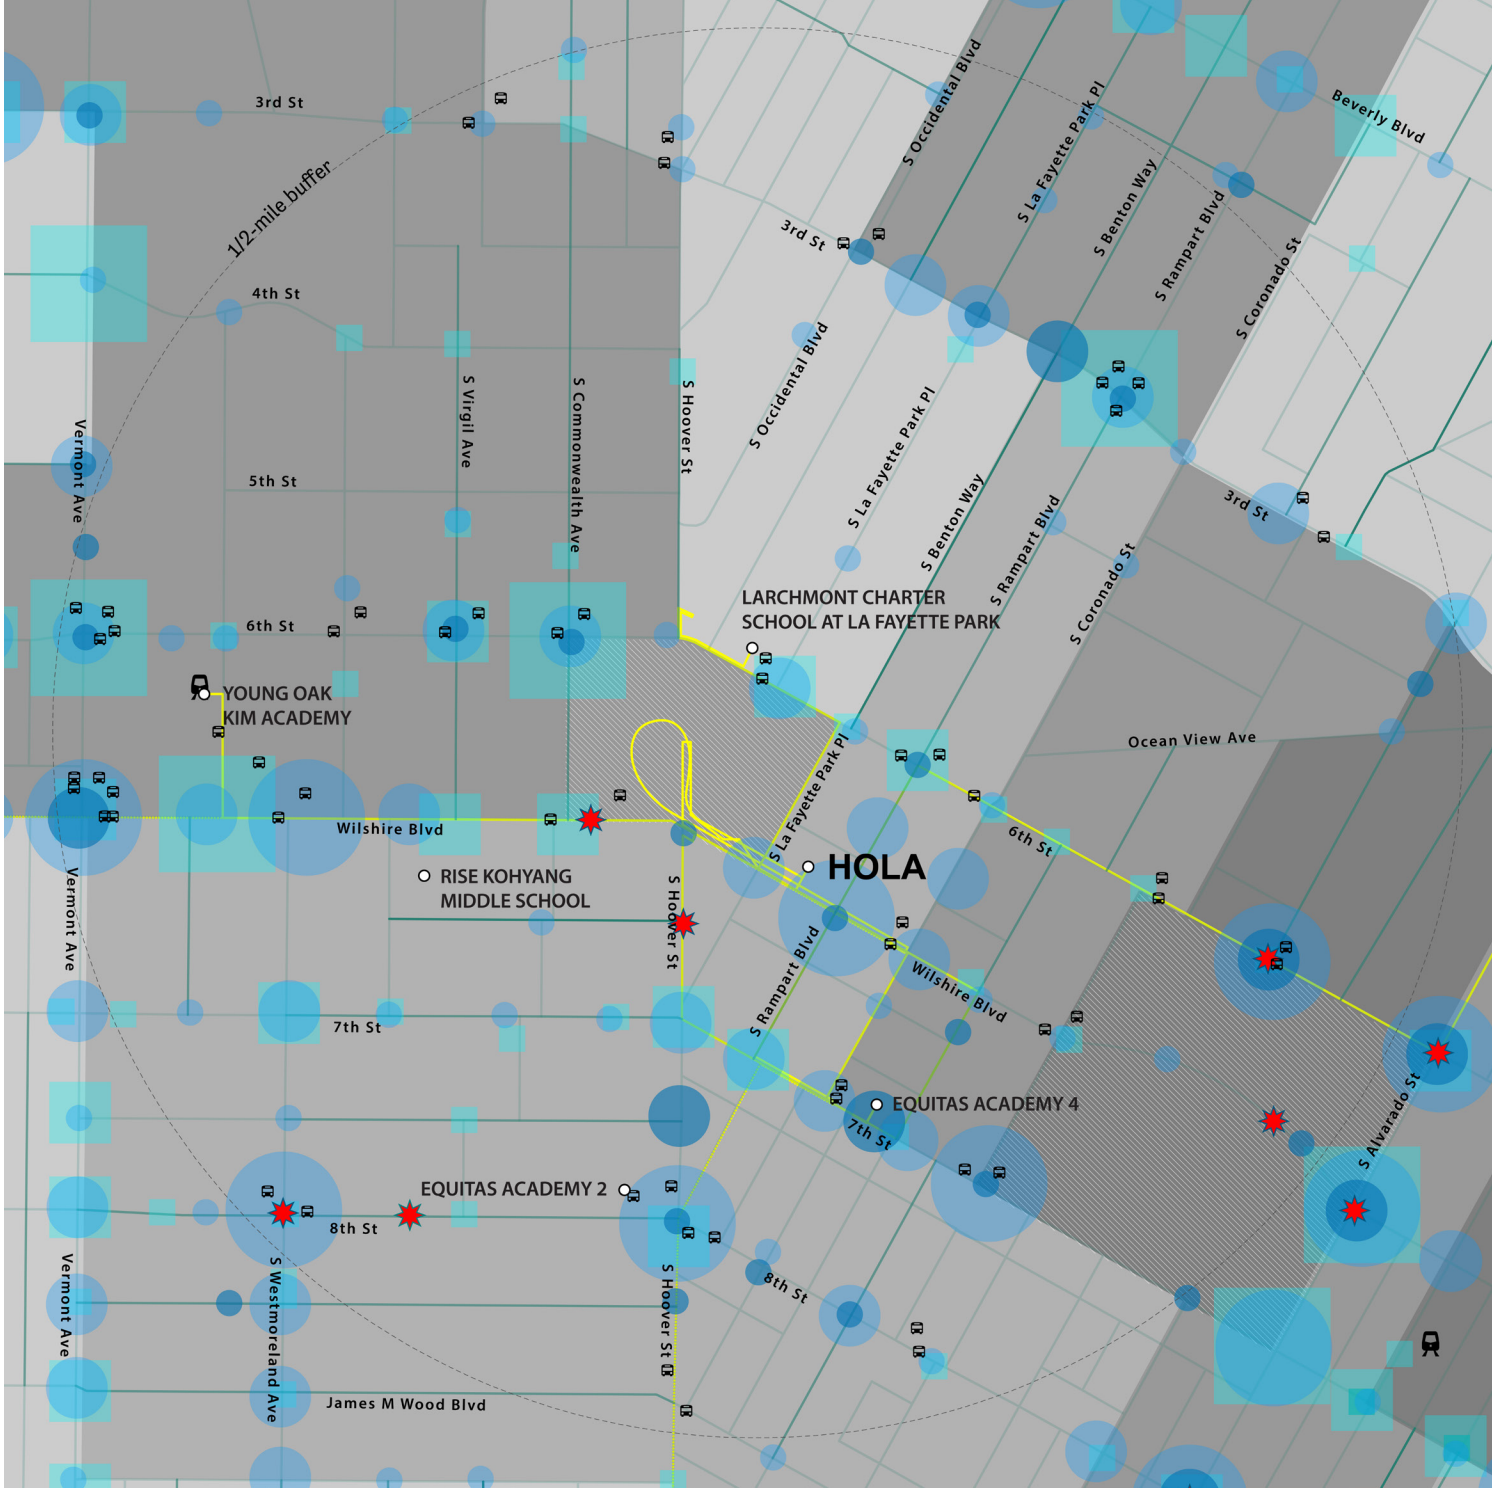 3rd St
S Occidental Blvd
S La Fayette Park Pl
Beverly Blvd
1/2-mile buffer
S Benton Way
S Rampart Blvd
3rd St
S Coronado St
4th St
S Occidental Blvd
S Virgil Ave
S Commonwealth Ave
S Hoover St
S La Fayette Park Pl
Vermont Ave
5th St
S Benton Way
S Rampart Blvd
3rd St
S Coronado St
LARCHMONT CHARTER
SCHOOL AT LA FAYETTE PARK
6th St
YOUNG OAK
KIM ACADEMY
Ocean View Ave
S La Fayette Park Pl
Wilshire Blvd
6th St
HOLA
RISE KOHYANG
MIDDLE SCHOOL
Vermont Ave
S Hoover St
S Rampart Blvd
Wilshire Blvd
7th St
EQUITAS ACADEMY 4
7th St
S Alvarado St
EQUITAS ACADEMY 2
8th St
Vermont Ave
S Westmoreland Ave
S Hoover St
8th St
James M Wood Blvd